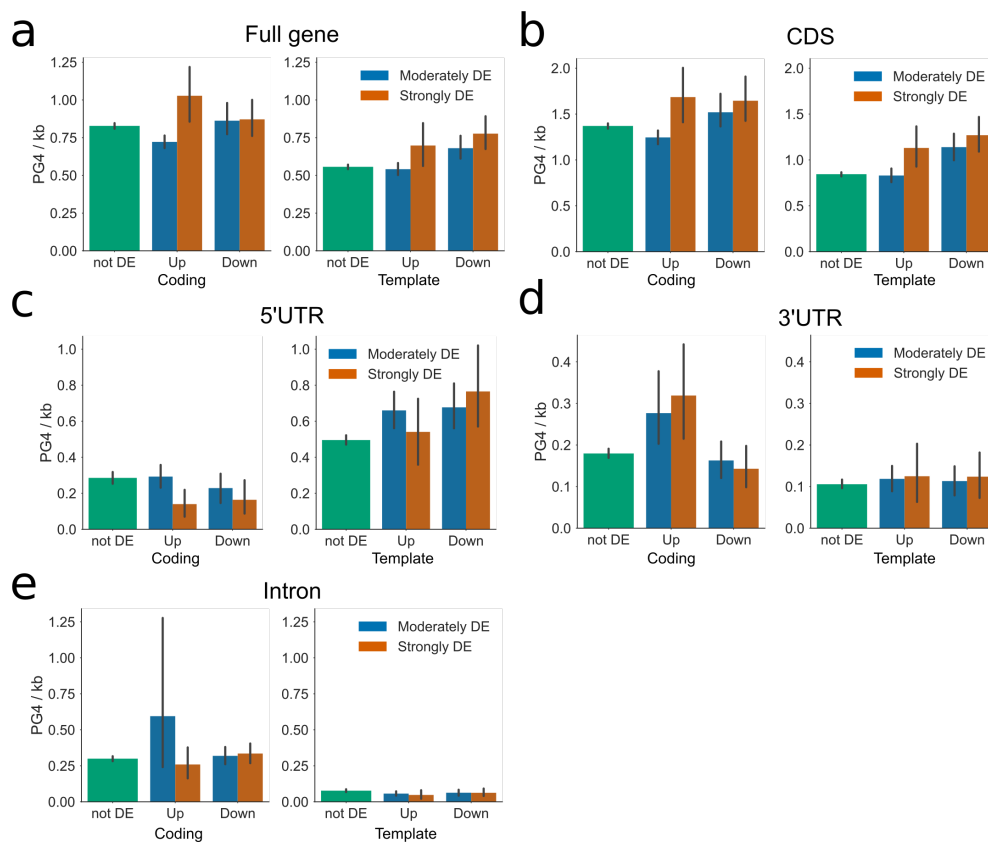 a
Full gene
PG4 / kb
1.25
1.00
0.75
0.50
0.25
0.00
not DE Up Down
Coding
1.25
1.00
0.75
0.50
0.25
0.00
Moderately DE
Strongly DE
not DE Up Down
Template
b
CDS
PG4 / kb
2.0
1.5
1.0
0.5
0.0
not DE Up Down
Coding
2.0
1.5
1.0
0.5
0.0
Moderately DE
Strongly DE
not DE Up Down
Template
c
5'UTR
PG4 / kb
1.0
0.8
0.6
0.4
0.2
0.0
not DE Up Down
Coding
1.0
0.8
0.6
0.4
0.2
0.0
Moderately DE
Strongly DE
not DE Up Down
Template
d
3'UTR
PG4 / kb
0.4
0.3
0.2
0.1
0.0
not DE Up Down
Coding
0.4
0.3
0.2
0.1
0.0
Moderately DE
Strongly DE
not DE Up Down
Template
e
Intron
PG4 / kb
1.25
1.00
0.75
0.50
0.25
0.00
not DE Up Down
Coding
1.25
1.00
0.75
0.50
0.25
0.00
Moderately DE
Strongly DE
not DE Up Down
Template